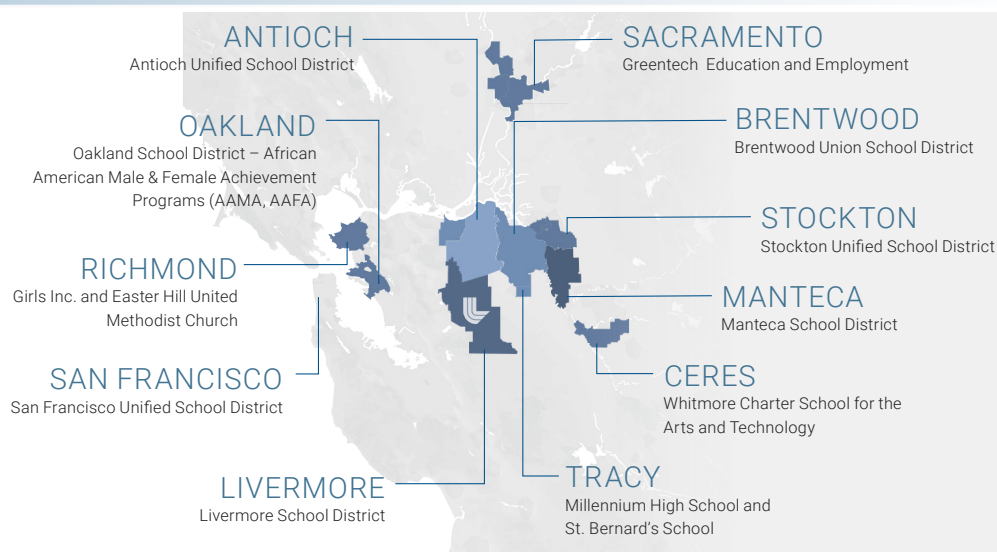 ANTIOCH
Antioch Unified School District
SACRAMENTO
Greentech Education and Employment
OAKLAND
Oakland School District – African
American Male & Female Achievement
Programs (AAMA, AAFA)
BRENTWOOD
Brentwood Union School District
STOCKTON
Stockton Unified School District
RICHMOND
Girls Inc. and Easter Hill United
Methodist Church
MANTECA
Manteca School District
SAN FRANCISCO
San Francisco Unified School District
CERES
Whitmore Charter School for the
Arts and Technology
LIVERMORE
Livermore School District
TRACY
Millennium High School and
St. Bernard's School